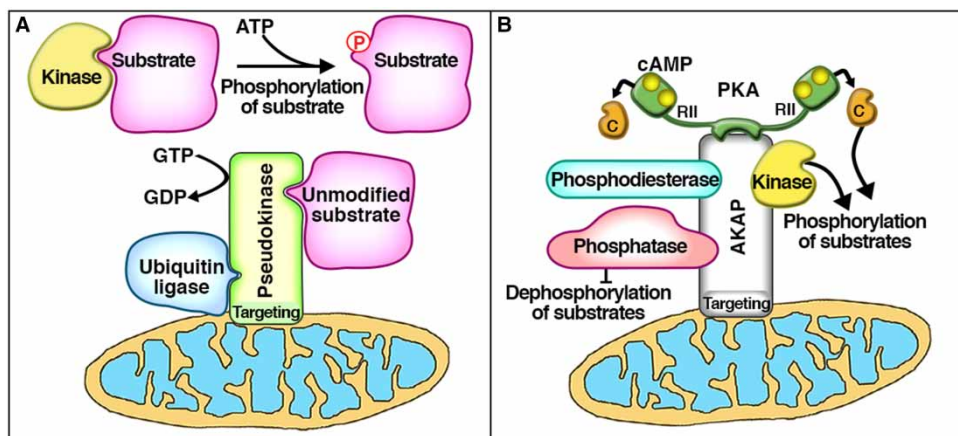 A
Kinase
Substrate
ATP
Phosphorylation
of substrate
P
Substrate
GTP
GDP
Pseudokinase
Unmodified
substrate
Ubiquitin
ligase
Targeting
B
cAMP
PKA
RII
RII
C
C
Phosphodiesterase
Kinase
AKAP
Phosphatase
Phosphorylation
of substrates
Dephosphorylation
of substrates
Targeting